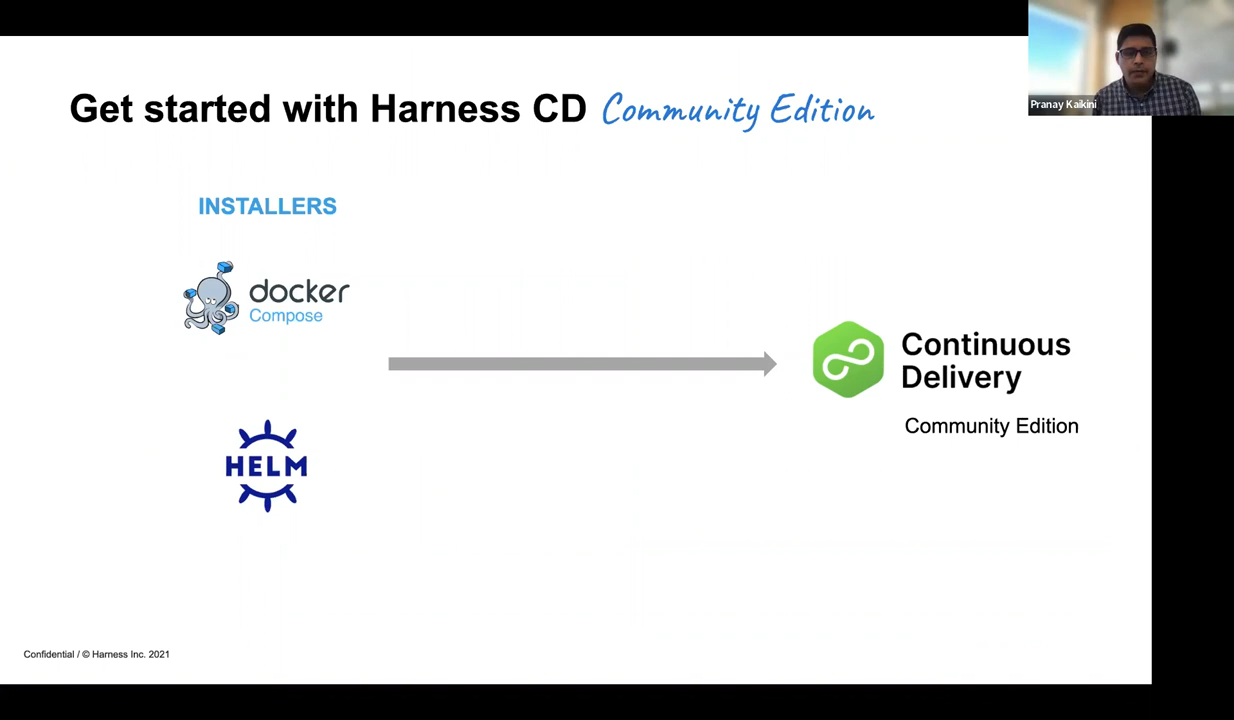 Get started with Harness CD Community Edition
Pranay Kaikini
INSTALLERS
docker
Compose
HELM
Continuous
Delivery
Community Edition
Confidential / © Harness Inc. 2021